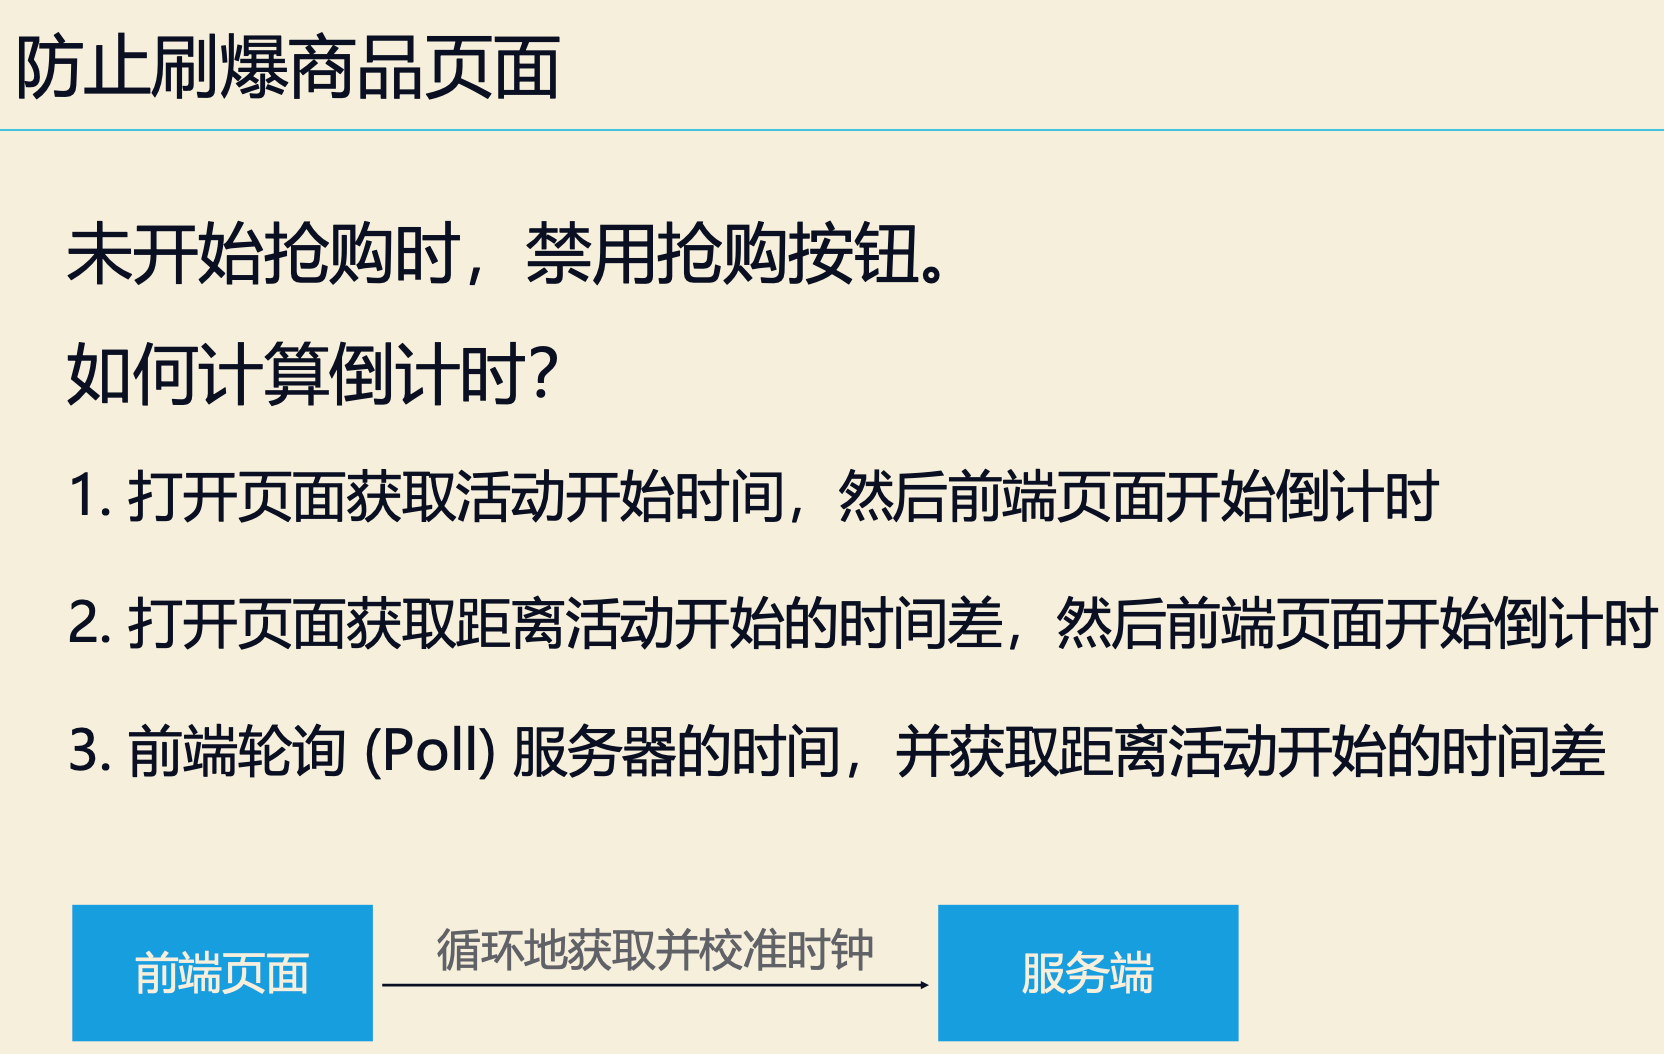 防止刷爆商品页面
未开始抢购时，禁用抢购按钮。
如何计算倒计时？
1. 打开页面获取活动开始时间，然后前端页面开始倒计时
2. 打开页面获取距离活动开始的时间差，然后前端页面开始倒计时
3. 前端轮询 (Poll) 服务器的时间，并获取距离活动开始的时间差
循环地获取并校准时钟
前端页面
服务端